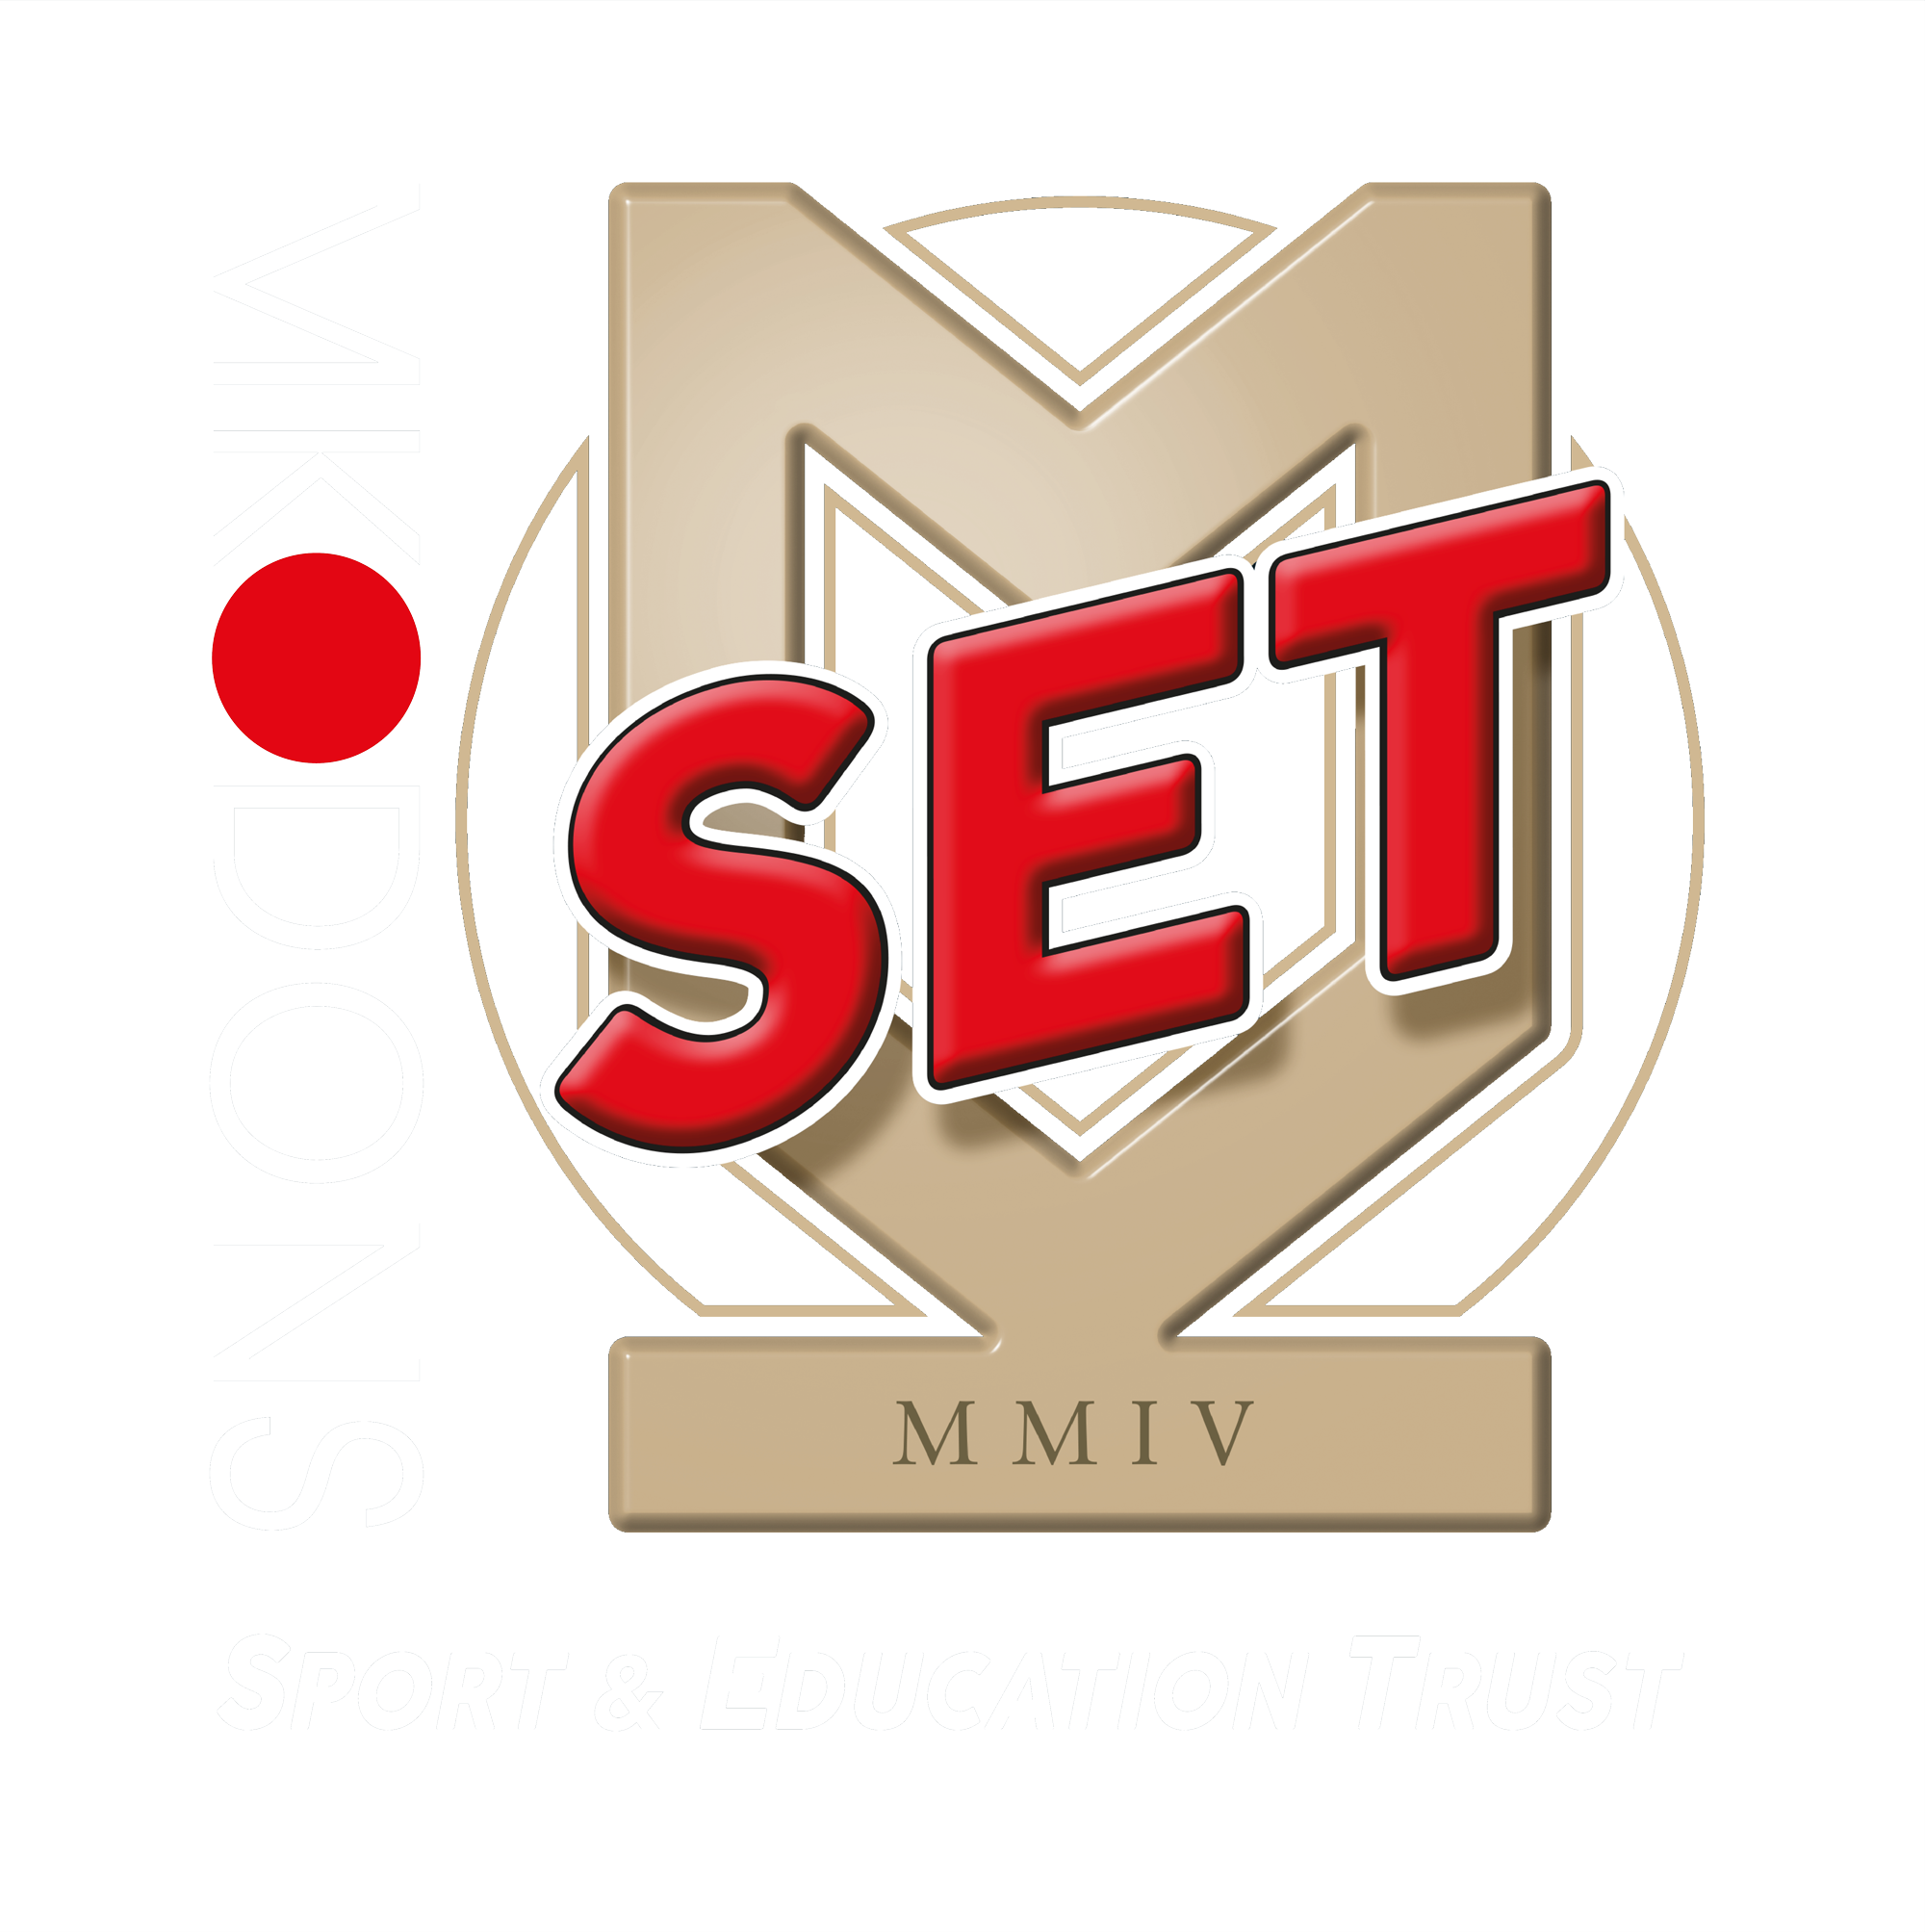 MK DONS
SET
MMIV
SPORT & EDUCATION TRUST